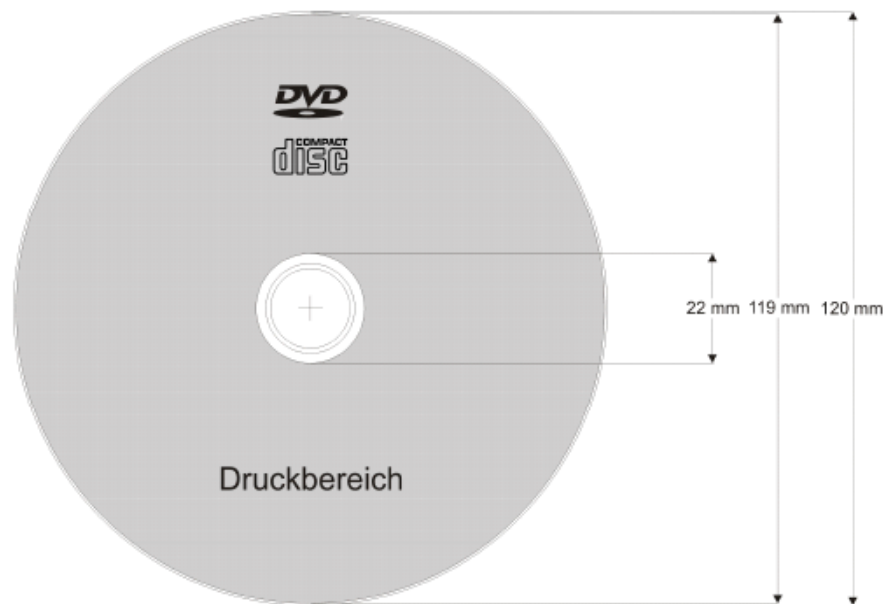 DVD
COMPACT
disc
22 mm
119 mm
120 mm
Druckbereich